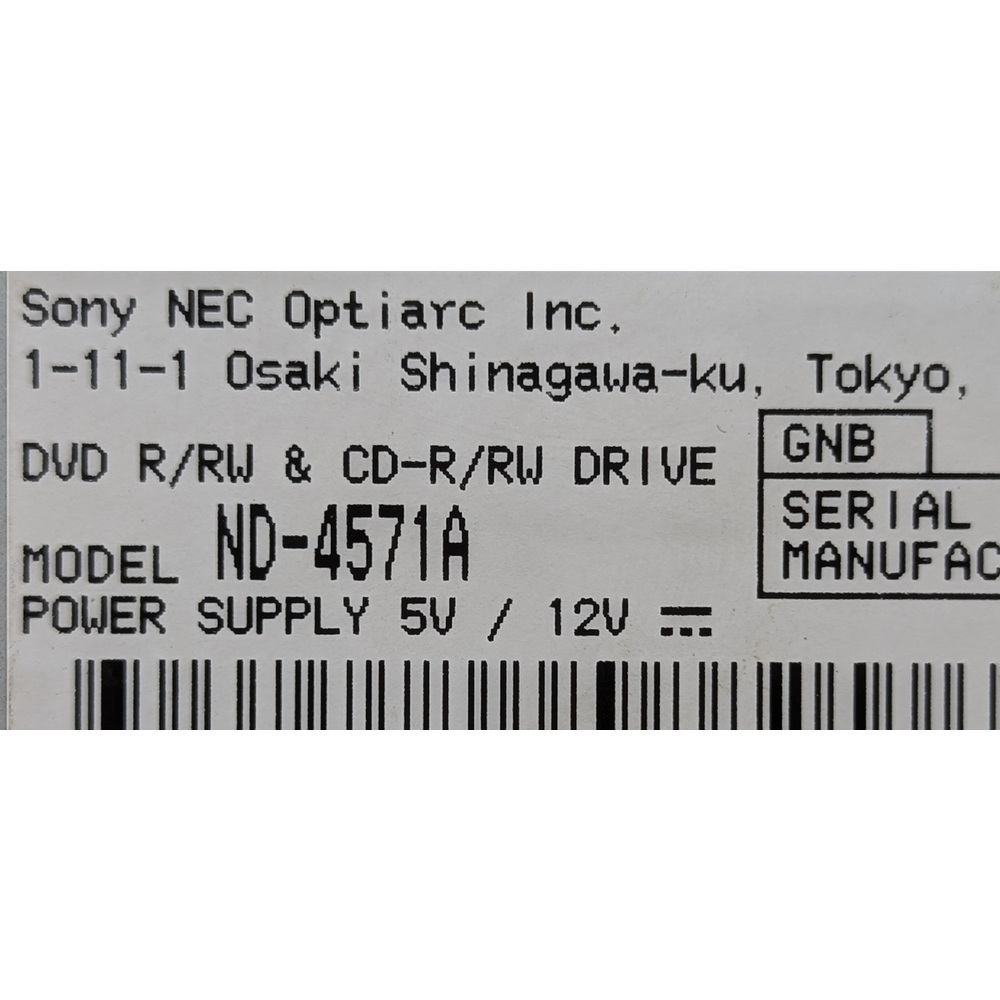 Sony NEC Optiarc Inc.
1-11-1 Osaki Shinagawa-ku, Tokyo,
DVD R/RW & CD-R/RW DRIVE
GNB
MODEL ND-4571A
SERIAL
MANUFAC
POWER SUPPLY 5V / 12V ⎓